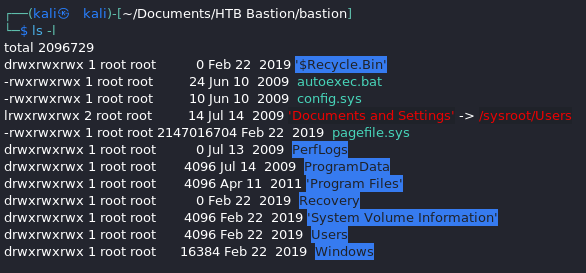 ┌──(kali㉿ kali)-[~/Documents/HTB Bastion/bastion]
└─$ ls -l
total 2096729
drwxrwxrwx 1 root root 0 Feb 22 2019 '$Recycle.Bin'
-rwxrwxrwx 1 root root 24 Jun 10 2009 autoexec.bat
-rwxrwxrwx 1 root root 10 Jun 10 2009 config.sys
lrwxrwxrwx 2 root root 14 Jul 14 2009 'Documents and Settings' -> /sysroot/Users
-rwxrwxrwx 1 root root 2147016704 Feb 22 2019 pagefile.sys
drwxrwxrwx 1 root root 0 Jul 13 2009 PerfLogs
drwxrwxrwx 1 root root 4096 Jul 14 2009 ProgramData
drwxrwxrwx 1 root root 4096 Apr 11 2011 'Program Files'
drwxrwxrwx 1 root root 0 Feb 22 2019 Recovery
drwxrwxrwx 1 root root 4096 Feb 22 2019 'System Volume Information'
drwxrwxrwx 1 root root 4096 Feb 22 2019 Users
drwxrwxrwx 1 root root 16384 Feb 22 2019 Windows